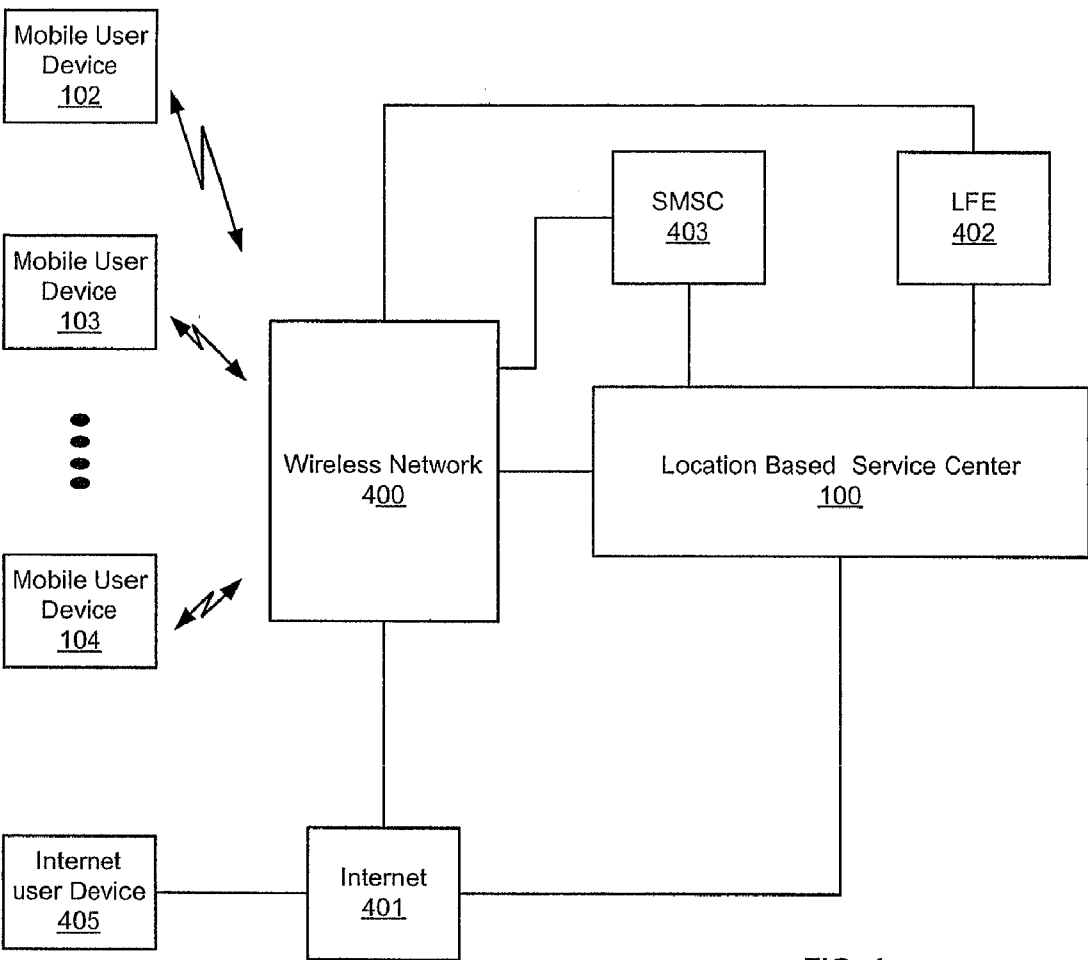 Mobile User
Device
102
Mobile User
Device
103
SMSC
403
LFE
402
Wireless Network
400
Location Based Service Center
100
Mobile User
Device
104
Internet
user Device
405
Internet
401